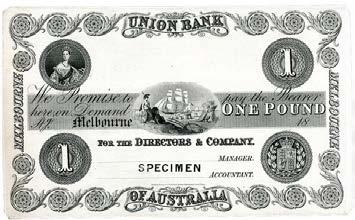 UNION BANK
1
1
MELBOURNE
MELBOURNE
We Promise to pay the Bearer
here on Demand ONE POUND
Melbourne 18
FOR THE DIRECTORS & COMPANY.
1
SPECIMEN
MANAGER.
ACCOUNTANT.
OF AUSTRALIA